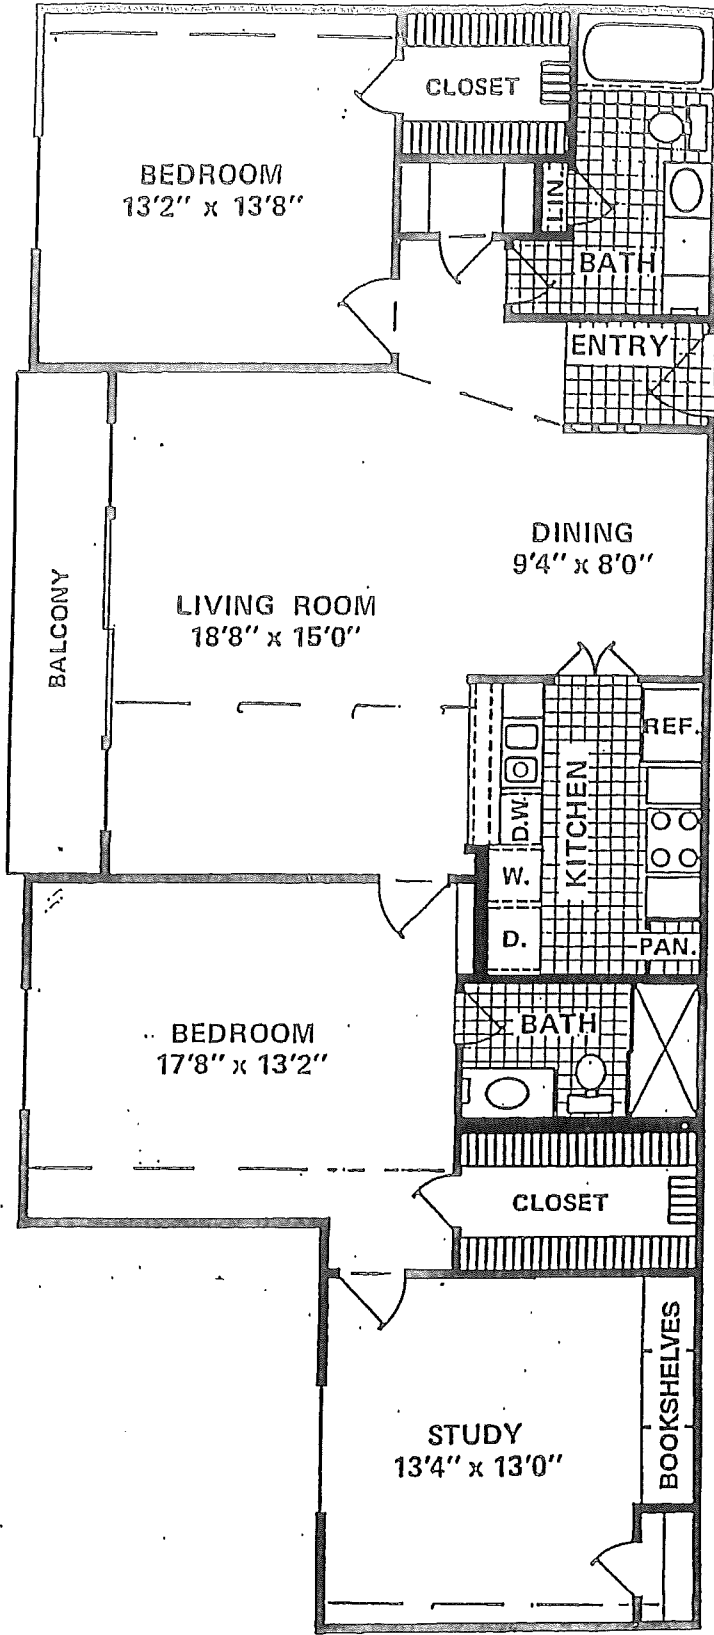 CLOSET
BEDROOM
13'2" x 13'8"
LIN.
BATH
ENTRY
DINING
9'4" x 8'0"
BALCONY
LIVING ROOM
18'8" x 15'0"
REF.
KITCHEN
D.W.
W.
D.
PAN.
BATH
BEDROOM
17'8" x 13'2"
CLOSET
BOOKSHELVES
STUDY
13'4" x 13'0"